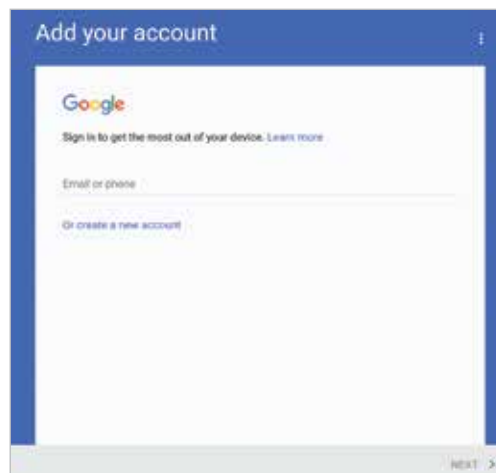 Add your account
Google
Sign in to get the most out of your device. Learn more
Email or phone
Or create a new account
NEXT